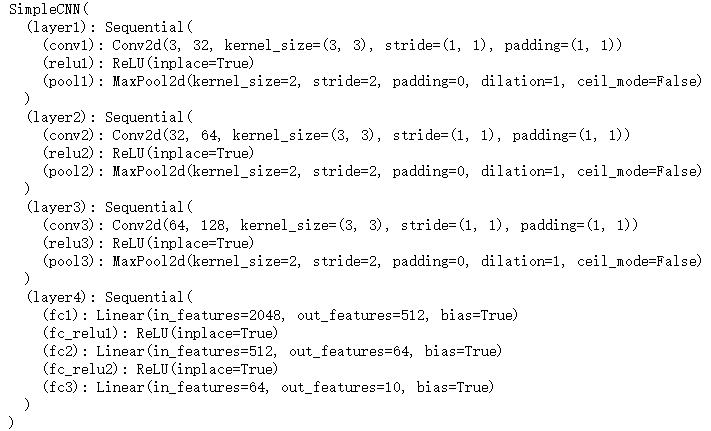 SimpleCNN(
  (layer1): Sequential(
    (conv1): Conv2d(3, 32, kernel_size=(3, 3), stride=(1, 1), padding=(1, 1))
    (relu1): ReLU(inplace=True)
    (pool1): MaxPool2d(kernel_size=2, stride=2, padding=0, dilation=1, ceil_mode=False)
  )
  (layer2): Sequential(
    (conv2): Conv2d(32, 64, kernel_size=(3, 3), stride=(1, 1), padding=(1, 1))
    (relu2): ReLU(inplace=True)
    (pool2): MaxPool2d(kernel_size=2, stride=2, padding=0, dilation=1, ceil_mode=False)
  )
  (layer3): Sequential(
    (conv3): Conv2d(64, 128, kernel_size=(3, 3), stride=(1, 1), padding=(1, 1))
    (relu3): ReLU(inplace=True)
    (pool3): MaxPool2d(kernel_size=2, stride=2, padding=0, dilation=1, ceil_mode=False)
  )
  (layer4): Sequential(
    (fc1): Linear(in_features=2048, out_features=512, bias=True)
    (fc_relu1): ReLU(inplace=True)
    (fc2): Linear(in_features=512, out_features=64, bias=True)
    (fc_relu2): ReLU(inplace=True)
    (fc3): Linear(in_features=64, out_features=10, bias=True)
  )
)